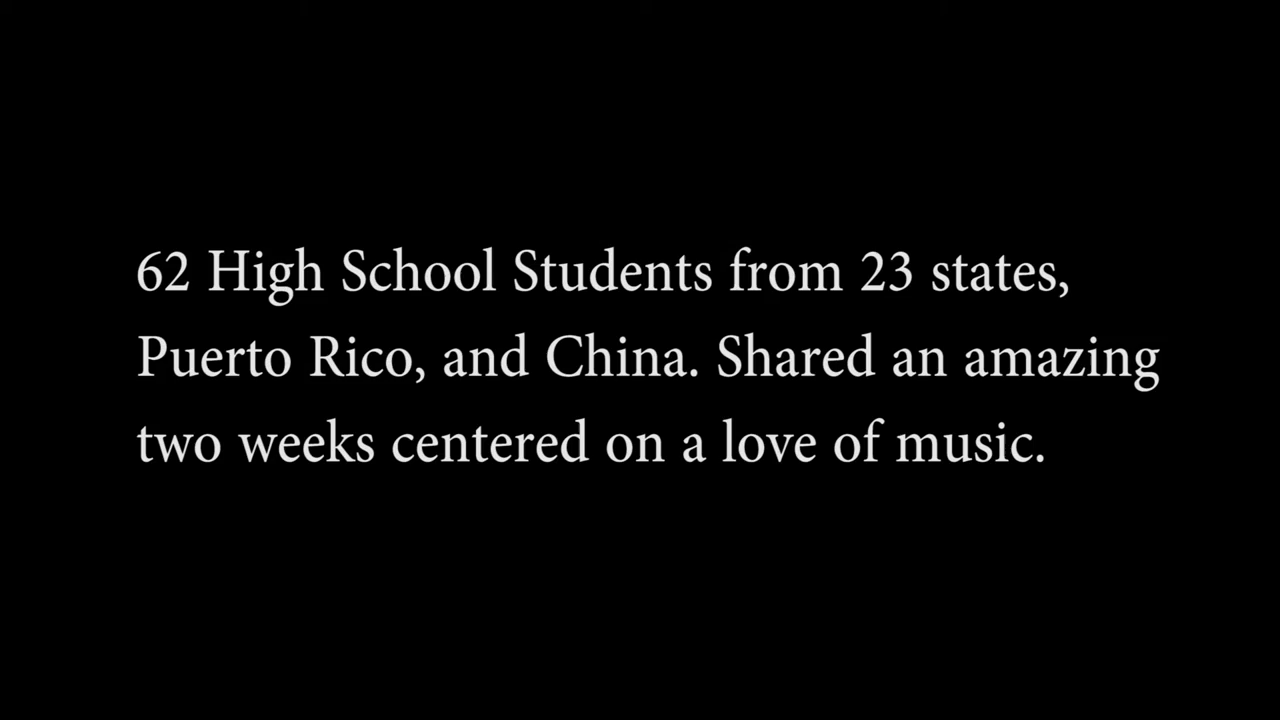 62 High School Students from 23 states,
Puerto Rico, and China. Shared an amazing
two weeks centered on a love of music.